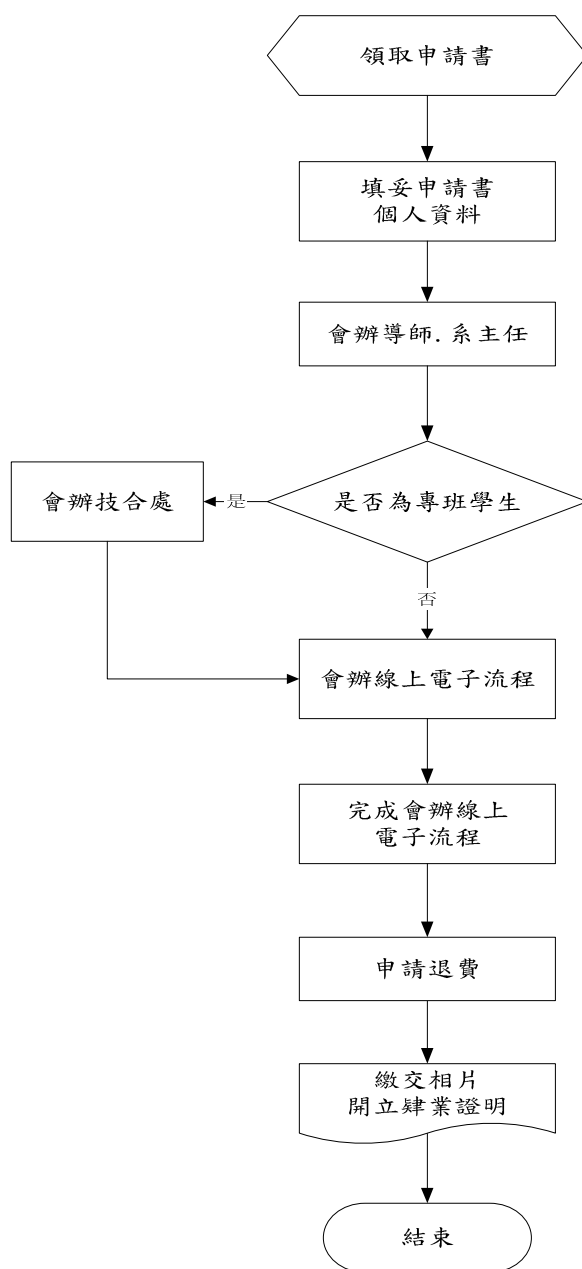 領取申請書
填妥申請書
個人資料
會辦導師.系主任
是否為專班學生
是
會辦技合處
否
會辦線上電子流程
完成會辦線上
電子流程
申請退費
繳交相片
開立肄業證明
結束